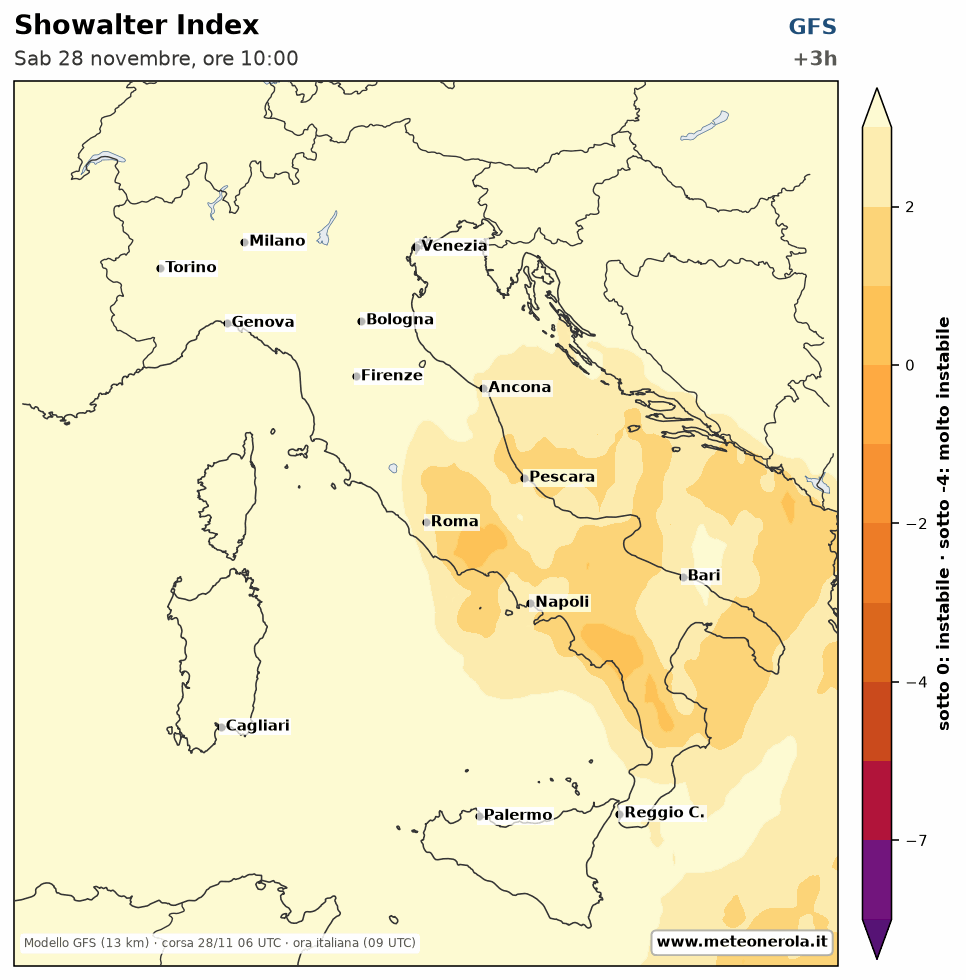 Showalter Index
GFS
Sab 28 novembre, ore 10:00
+3h
Milano
Venezia
Torino
Genova
Bologna
Firenze
Ancona
Pescara
Roma
Bari
Napoli
Cagliari
Palermo
Reggio C.
2
0
−2
−4
−7
sotto 0: instabile · sotto -4: molto instabile
Modello GFS (13 km) · corsa 28/11 06 UTC · ora italiana (09 UTC)
www.meteonerola.it